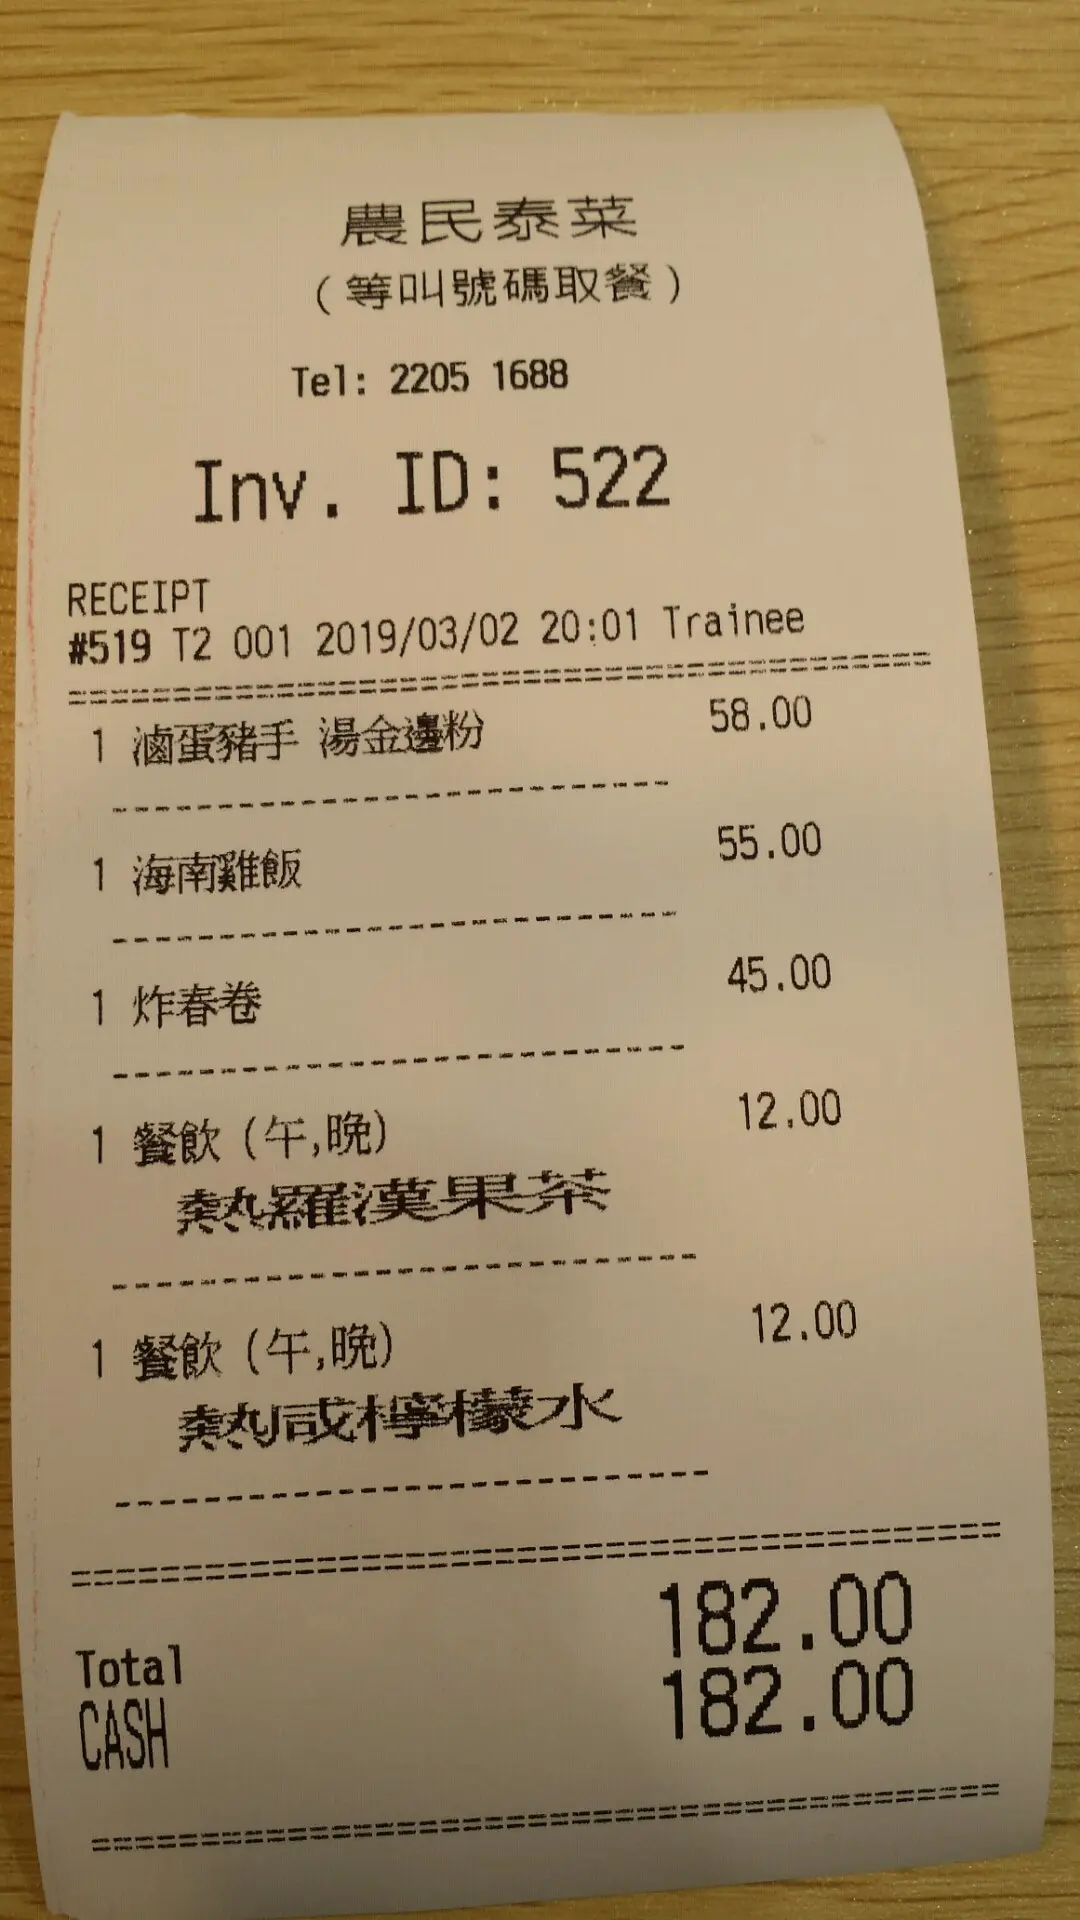 農民泰菜
(等叫號碼取餐)
Tel: 2205 1688
Inv. ID: 522
RECEIPT
#519 T2 001 2019/03/02 20:01 Trainee
1 滷蛋豬手 湯金邊粉 58.00
1 海南雞飯 55.00
1 炸春卷 45.00
1 餐飲 (午,晚) 12.00
熱羅漢果茶
1 餐飲 (午,晚) 12.00
熱或檸檬水
Total 182.00
CASH 182.00